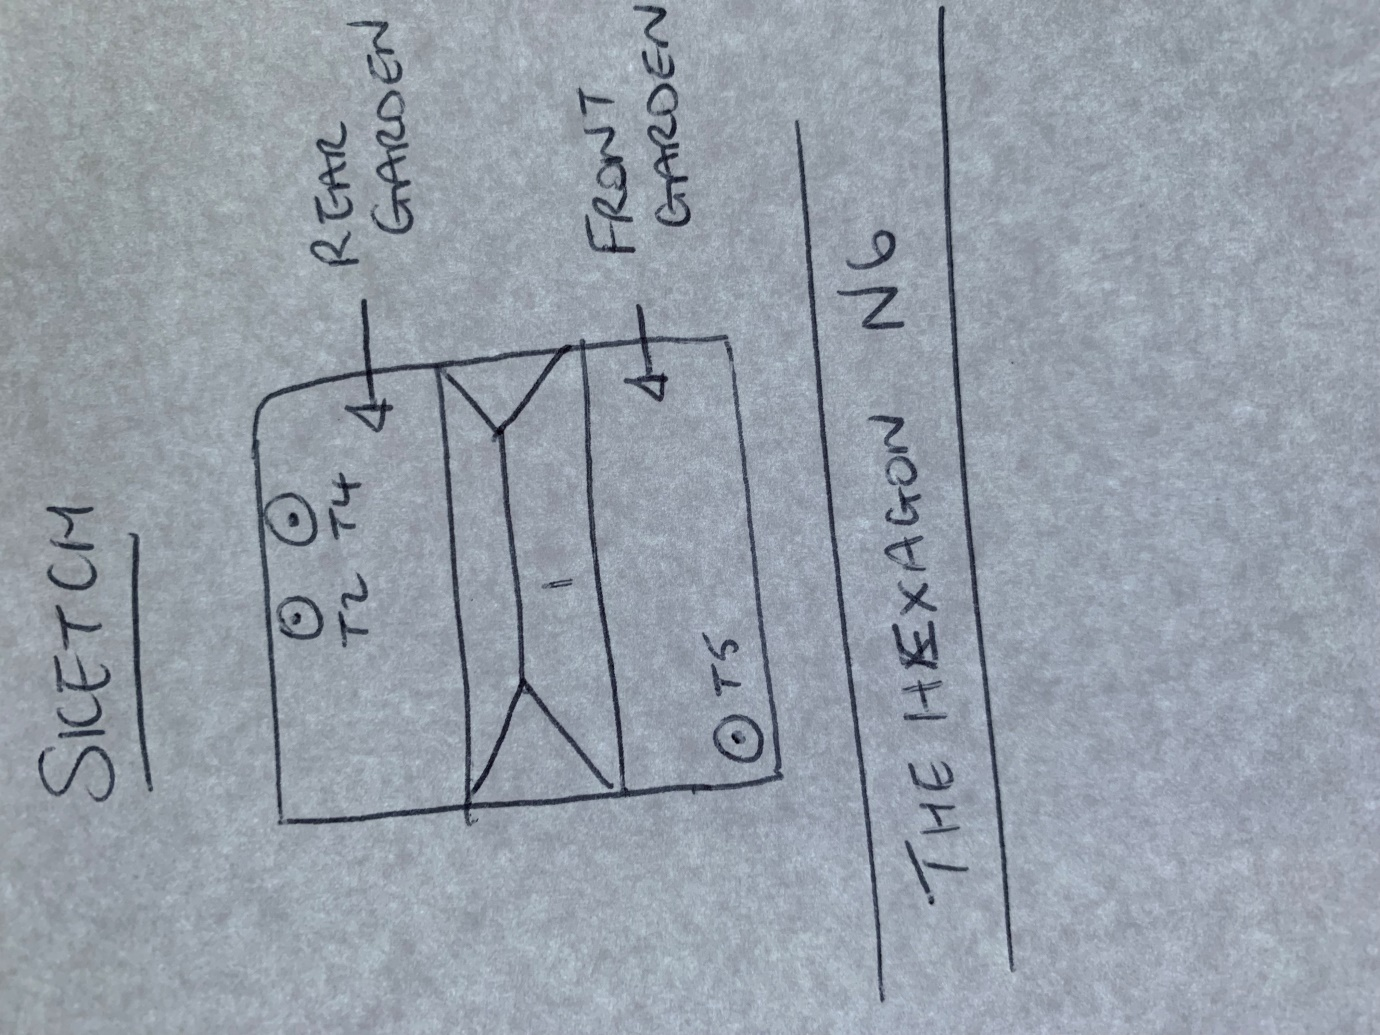 SKETCH
REAR
GARDEN
T2 T4
FRONT
GARDEN
1
T5
THE HEXAGON N6